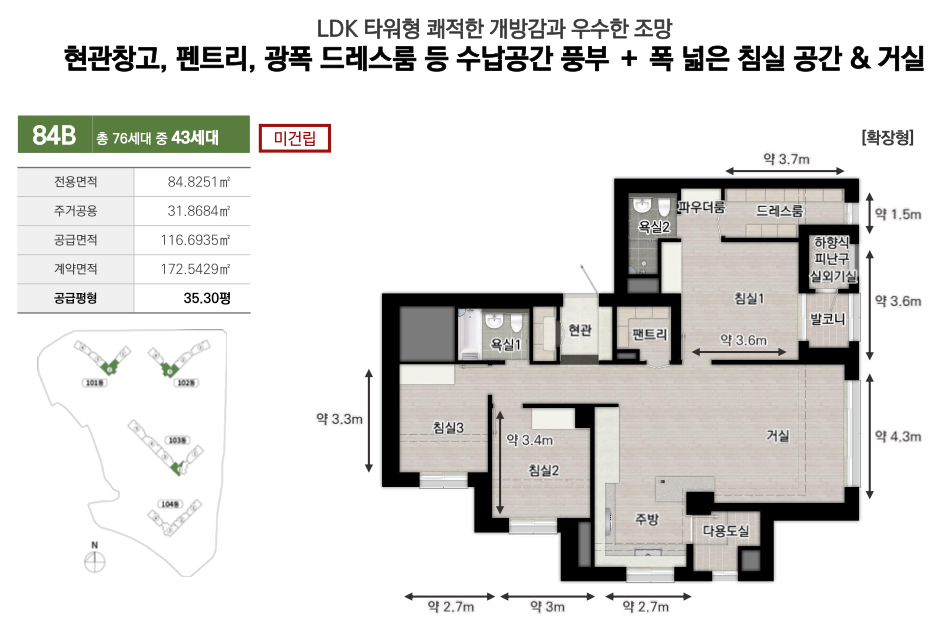 LDK 타워형 쾌적한 개방감과 우수한 조망
현관창고, 펜트리, 광폭 드레스룸 등 수납공간 풍부 + 폭 넓은 침실 공간 & 거실
84B 총 76세대 중 43세대
미건립
[확장형]
전용면적 84.8251㎡
주거공용 31.8684㎡
공급면적 116.6935㎡
계약면적 172.5429㎡
공급평형 35.30평
101동
102동
103동
104동
N
약 3.7m
욕실2
파우더룸
드레스룸
약 1.5m
하향식
피난구
실외기실
침실1
발코니
약 3.6m
약 3.6m
욕실1
현관
팬트리
약 3.3m
침실3
약 3.4m
침실2
거실
약 4.3m
주방
다용도실
약 2.7m
약 3m
약 2.7m